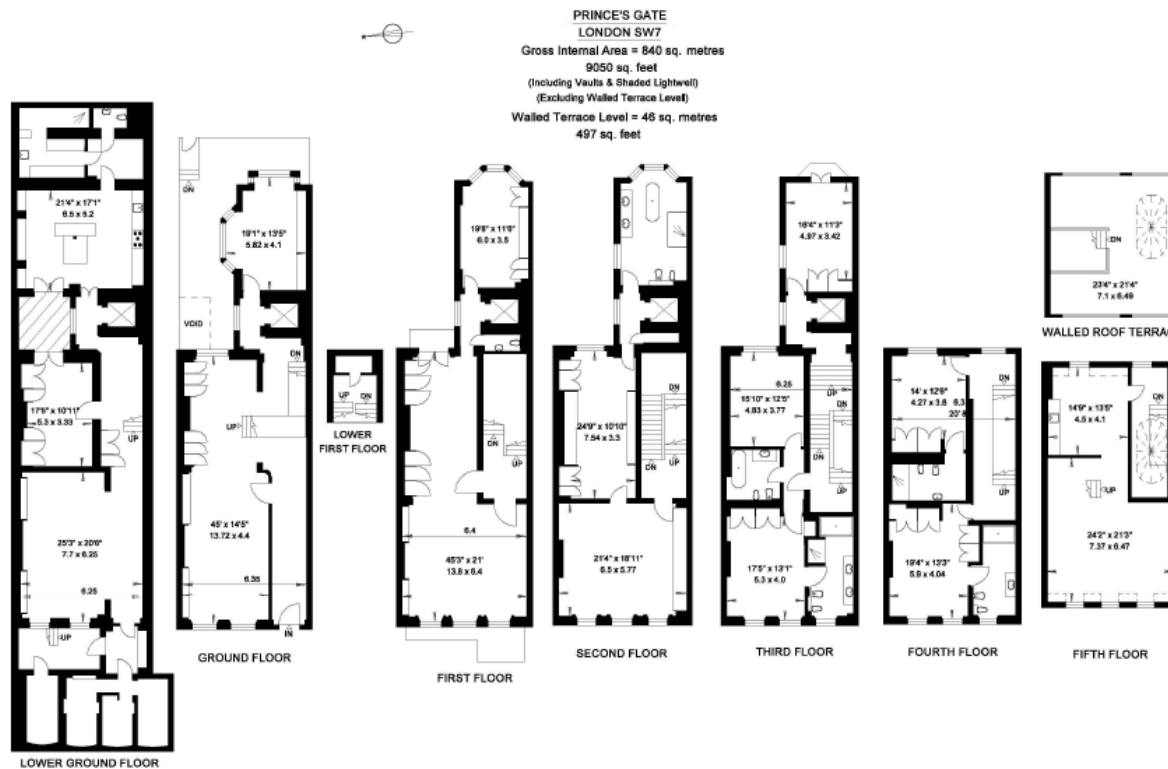 PRINCE'S GATE
LONDON SW7
Gross Internal Area = 840 sq. metres
9050 sq. feet
(Including Vaults & Shaded Lightwell)
(Excluding Walled Terrace Level)
Walled Terrace Level = 46 sq. metres
497 sq. feet
21'4" x 17'1"
6.5 x 5.2
UP
17'5" x 10'11"
5.3 x 3.33
25'3" x 20'6"
7.7 x 6.25
6.25
UP
LOWER GROUND FLOOR
DN
19'1" x 13'5"
5.82 x 4.1
VOID
DN
UP
45' x 14'5"
13.72 x 4.4
6.35
IN
GROUND FLOOR
UP
DN
LOWER
FIRST FLOOR
19'8" x 11'6"
6.0 x 3.5
DN
UP
6.4
45'3" x 21'
13.8 x 6.4
FIRST FLOOR
DN
24'9" x 10'10"
7.54 x 3.3
DN
UP
21'4" x 18'11"
6.5 x 5.77
SECOND FLOOR
16'4" x 11'3"
4.97 x 3.42
UP
6.25
15'10" x 12'5"
4.83 x 3.77
DN
DN
UP
17'5" x 13'1"
5.3 x 4.0
THIRD FLOOR
14' x 12'6"
4.27 x 3.8
DN
UP
19'4" x 13'3"
5.9 x 4.04
FOURTH FLOOR
DN
23'4" x 21'4"
7.1 x 6.49
WALLED ROOF TERRAC
14'9" x 13'5"
4.5 x 4.1
DN
UP
24'2" x 21'3"
7.37 x 6.47
FIFTH FLOOR